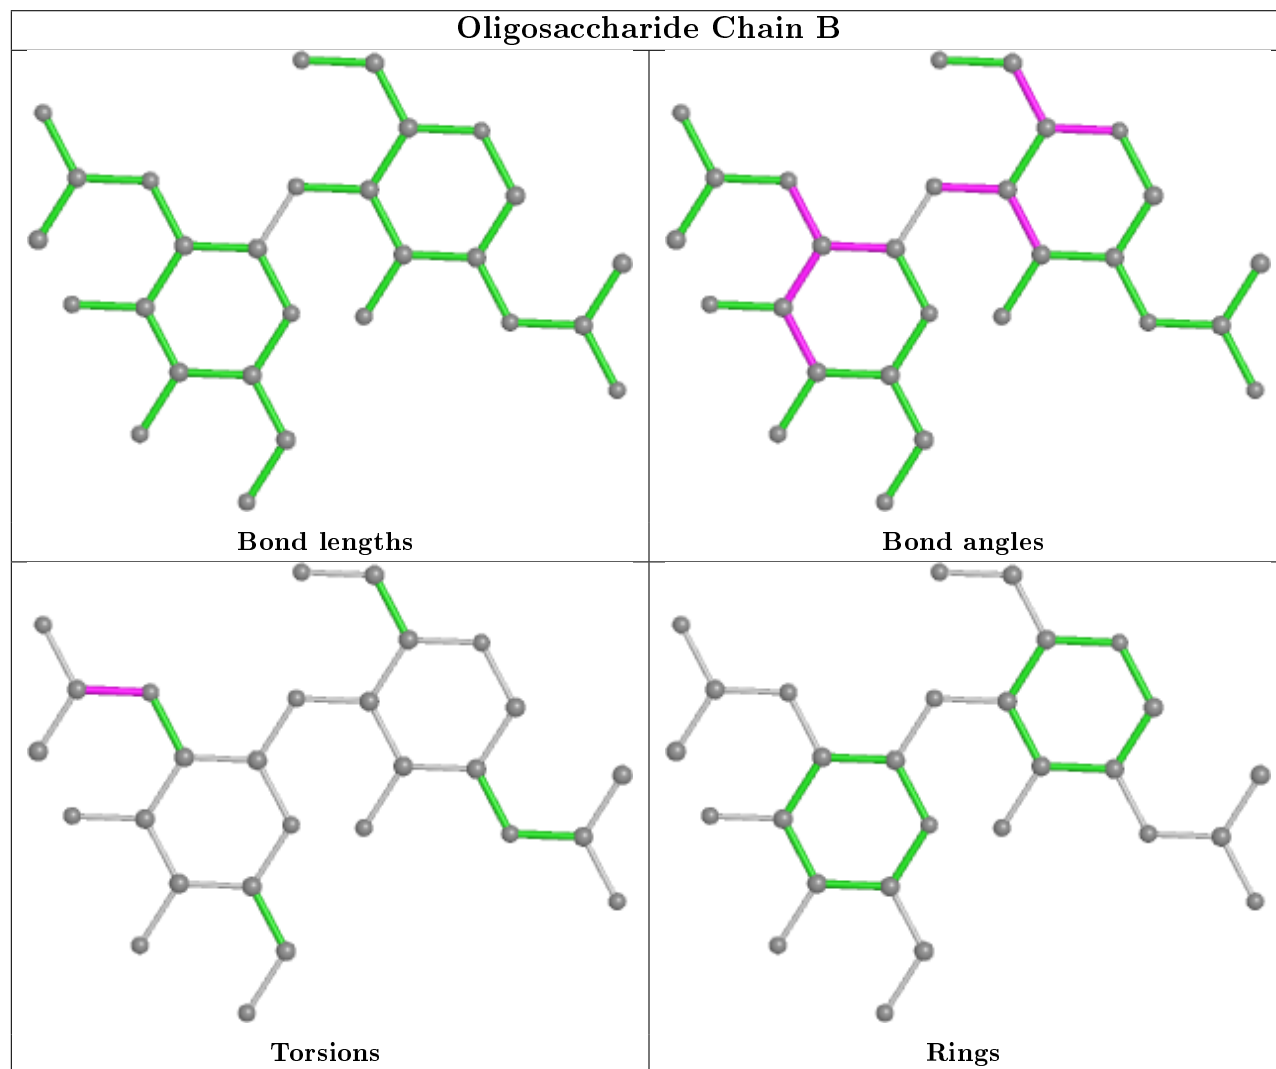 Oligosaccharide Chain B
Bond lengths
Bond angles
Torsions
Rings